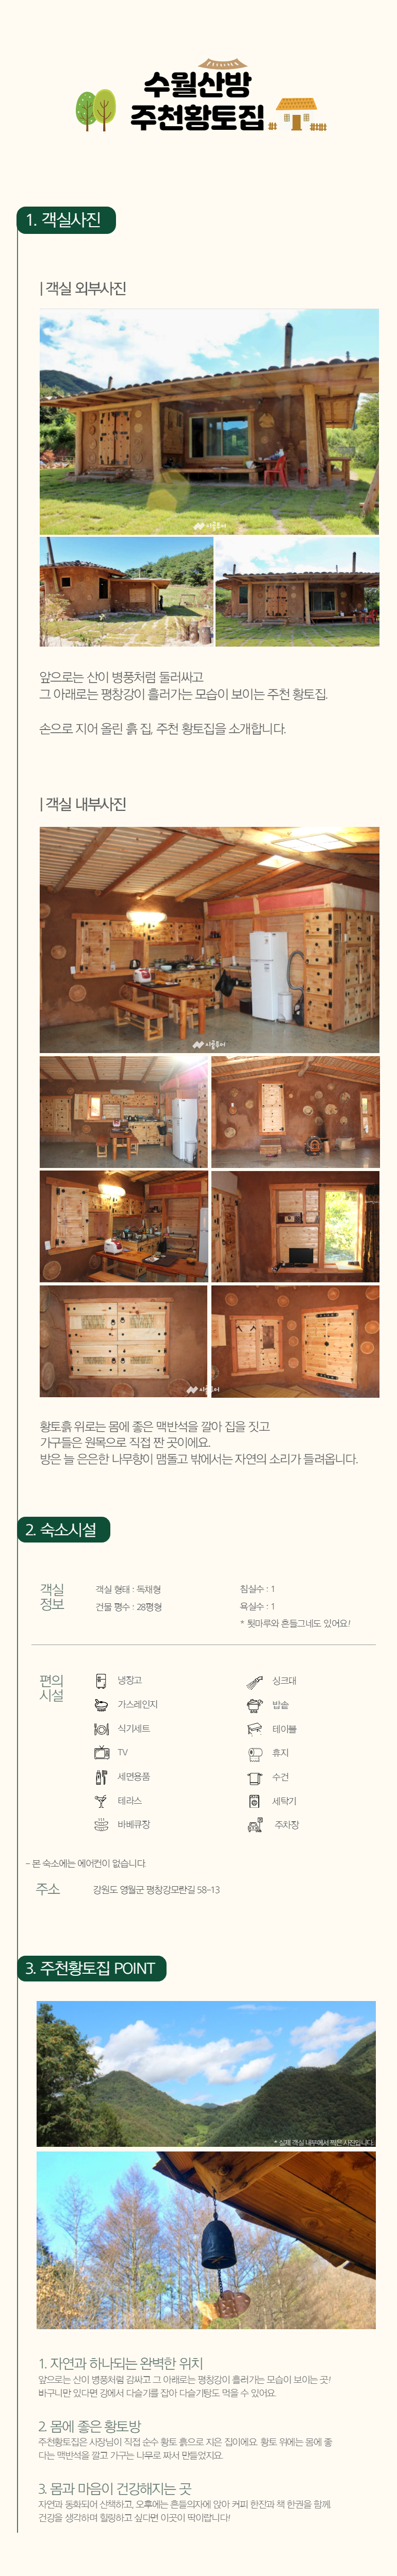 수월산방
주천황토집
1. 객실사진
| 객실 외부사진
시골투어
앞으로는 산이 병풍처럼 둘러싸고
그 아래로는 평창강이 흘러가는 모습이 보이는 주천 황토집.
손으로 지어 올린 흙 집, 주천 황토집을 소개합니다.
| 객실 내부사진
시골투어
황토흙 위로는 몸에 좋은 맥반석을 깔아 집을 짓고
가구들은 원목으로 직접 짠 곳이에요.
방은 늘 은은한 나무향이 맴돌고 밖에서는 자연의 소리가 들려옵니다.
2. 숙소시설
객실
정보
객실 형태 : 독채형
침실수 : 1
건물 평수 : 28평형
욕실수 : 1
* 툇마루와 흔들그네도 있어요!
편의
시설
냉장고
싱크대
가스레인지
밥솥
식기세트
테이블
TV
휴지
세면용품
수건
테라스
세탁기
바베큐장
주차장
- 본 숙소에는 에어컨이 없습니다.
주소
강원도 영월군 평창강모란길 58-13
3. 주천황토집 POINT
* 실제 객실 내부에서 찍은 사진입니다.
1. 자연과 하나되는 완벽한 위치
앞으로는 산이 병풍처럼 감싸고 그 아래로는 평창강이 흘러가는 모습이 보이는 곳!
바구니만 있다면 강에서 다슬기를 잡아 다슬기탕도 먹을 수 있어요.
2. 몸에 좋은 황토방
주천황토집은 사장님이 직접 순수 황토 흙으로 지은 집이에요. 황토 위에는 몸에 좋
다는 맥반석을 깔고 가구는 나무로 짜서 만들었지요.
3. 몸과 마음이 건강해지는 곳
자연과 동화되어 산책하고, 오후에는 흔들의자에 앉아 커피 한잔과 책 한권을 함께.
건강을 생각하며 힐링하고 싶다면 이곳이 딱이랍니다!